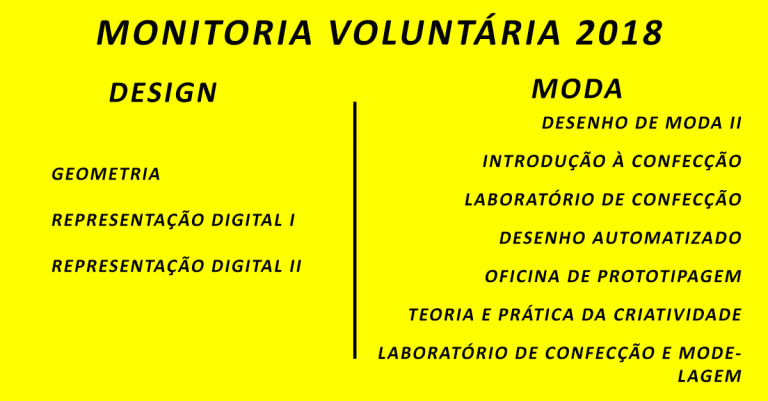 MONITORIA VOLUNTÁRIA 2018
DESIGN
GEOMETRIA
REPRESENTAÇÃO DIGITAL I
REPRESENTAÇÃO DIGITAL II
MODA
DESENHO DE MODA II
INTRODUÇÃO À CONFECÇÃO
LABORATÓRIO DE CONFECÇÃO
DESENHO AUTOMATIZADO
OFICINA DE PROTOTIPAGEM
TEORIA E PRÁTICA DA CRIATIVIDADE
LABORATÓRIO DE CONFECÇÃO E MODE-
LAGEM